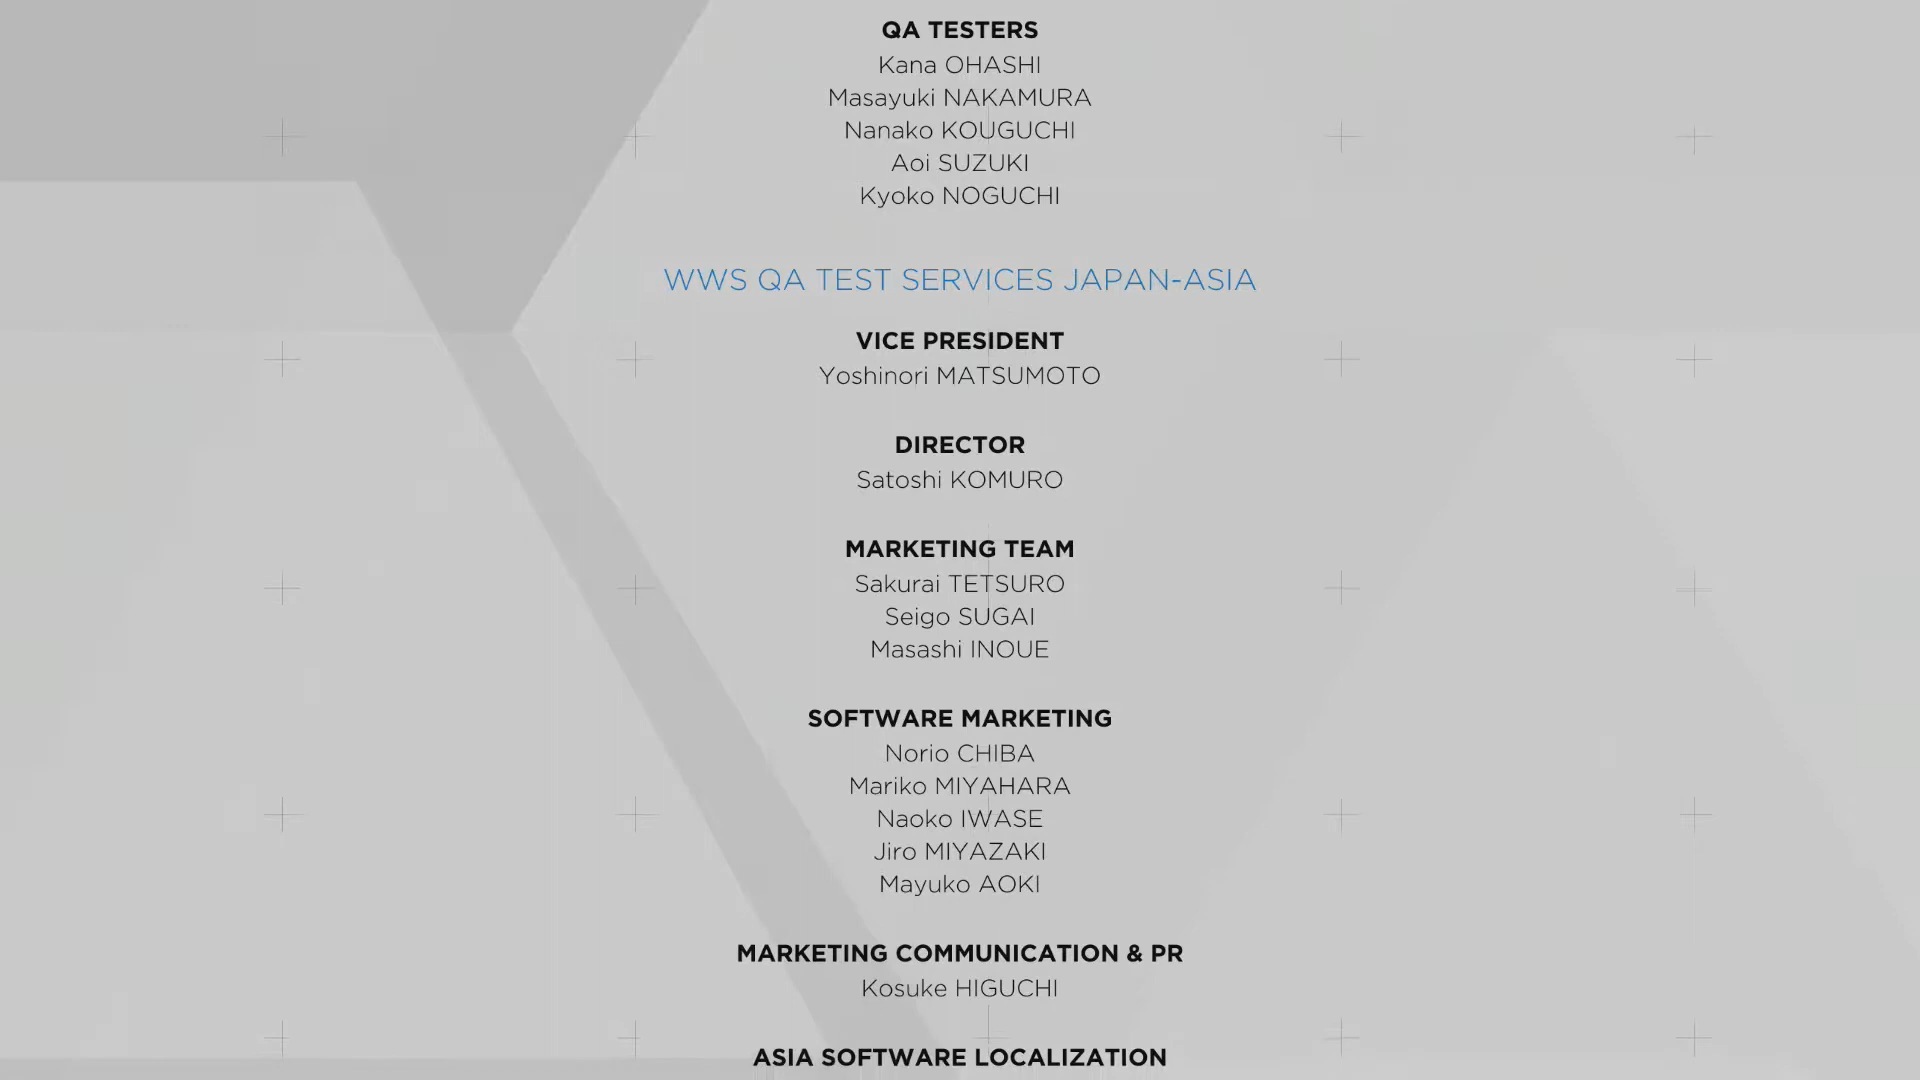 QA TESTERS
Kana OHASHI
Masayuki NAKAMURA
Nanako KOUGUCHI
Aoi SUZUKI
Kyoko NOGUCHI
WWS QA TEST SERVICES JAPAN-ASIA
VICE PRESIDENT
Yoshinori MATSUMOTO
DIRECTOR
Satoshi KOMURO
MARKETING TEAM
Sakurai TETSURO
Seigo SUGAI
Masashi INOUE
SOFTWARE MARKETING
Norio CHIBA
Mariko MIYAHARA
Naoko IWASE
Jiro MIYAZAKI
Mayuko AOKI
MARKETING COMMUNICATION & PR
Kosuke HIGUCHI
ASIA SOFTWARE LOCALIZATION